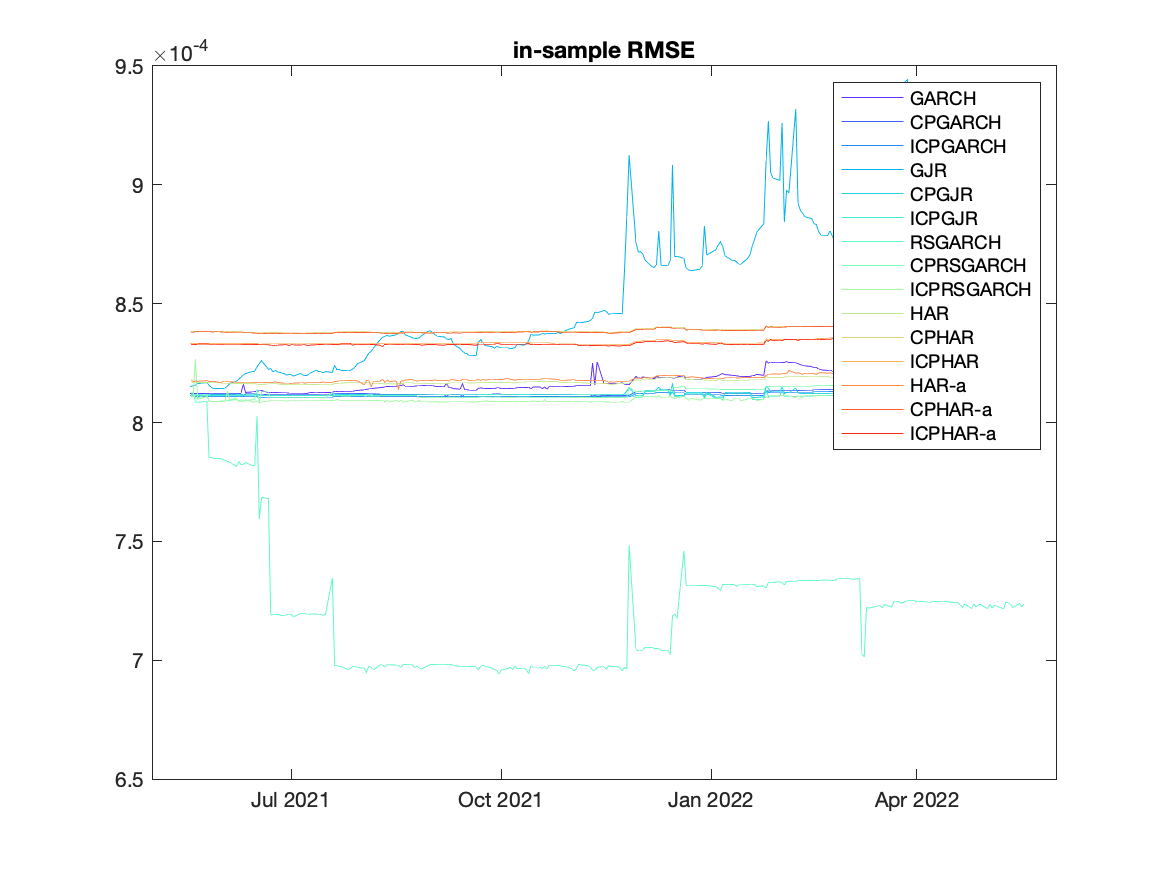 in-sample RMSE
×10-4
9.5
9
8.5
8
7.5
7
6.5
Jul 2021
Oct 2021
Jan 2022
Apr 2022
GARCH
CPGARCH
ICPGARCH
GJR
CPGJR
ICPGJR
RSGARCH
CPRSGARCH
ICPRSGARCH
HAR
CPHAR
ICPHAR
HAR-a
CPHAR-a
ICPHAR-a